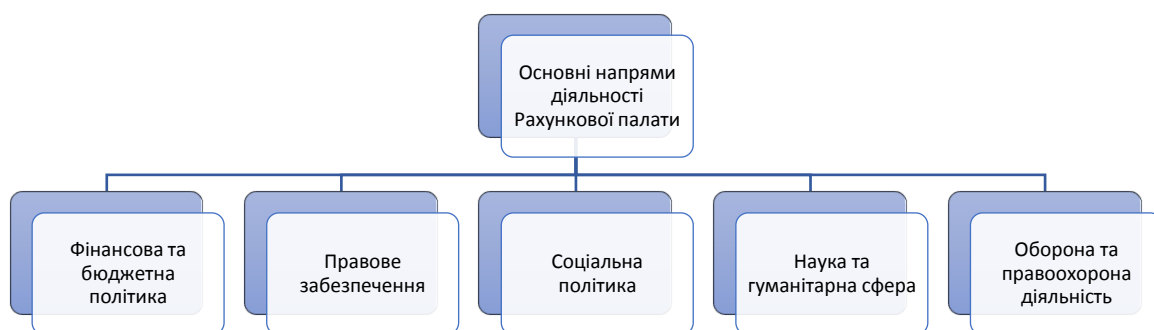 Основні напрями
діяльності
Рахункової палати
Фінансова та
бюджетна
політика
Правове
забезпечення
Соціальна
політика
Наука та
гуманітарна сфера
Оборона та
правоохорона
діяльність